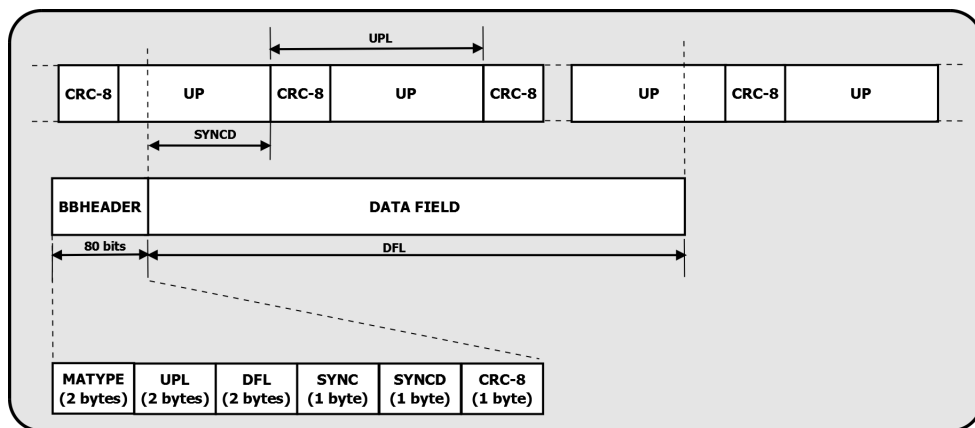 UPL
CRC-8 UP CRC-8 UP CRC-8 UP CRC-8 UP
SYNCD
BBHEADER DATA FIELD
80 bits DFL
MATYPE UPL DFL SYNC SYNCD CRC-8
(2 bytes) (2 bytes) (2 bytes) (1 byte) (1 byte) (1 byte)